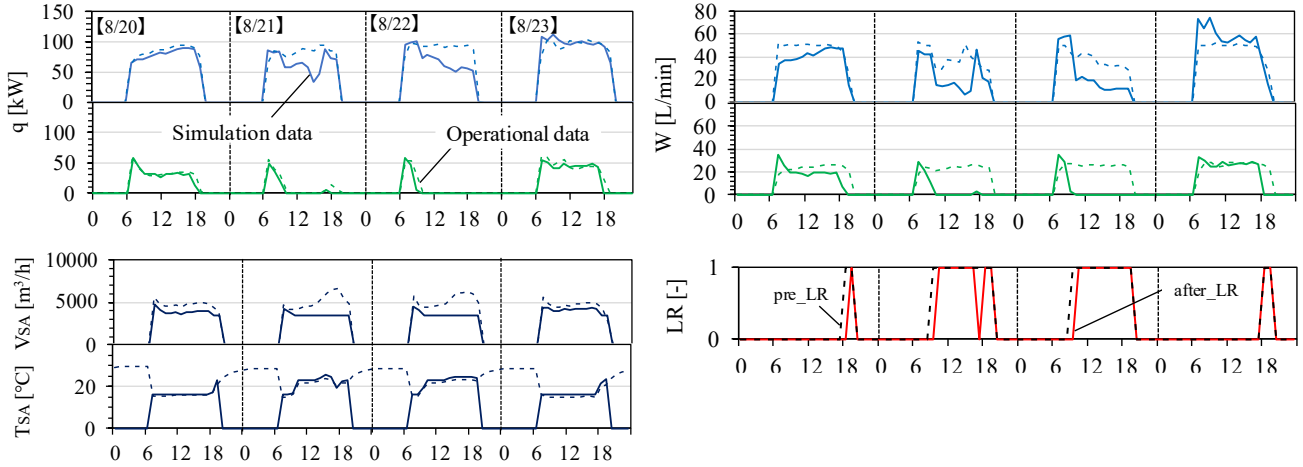 【8/20】 【8/21】 【8/22】 【8/23】
150
100
50
0
150
100
50
0
q [kW]
Simulation data
Operational data
0 6 12 18 0 6 12 18 0 6 12 18 0 6 12 18
80
60
40
20
0
60
40
20
0
W [L/min]
0 6 12 18 0 6 12 18 0 6 12 18 0 6 12 18
10000
5000
0
VSA [m³/h]
20
0
TSA [℃]
0 6 12 18 0 6 12 18 0 6 12 18 0 6 12 18
1
0
LR [-]
pre_LR
after_LR
0 6 12 18 0 6 12 18 0 6 12 18 0 6 12 18